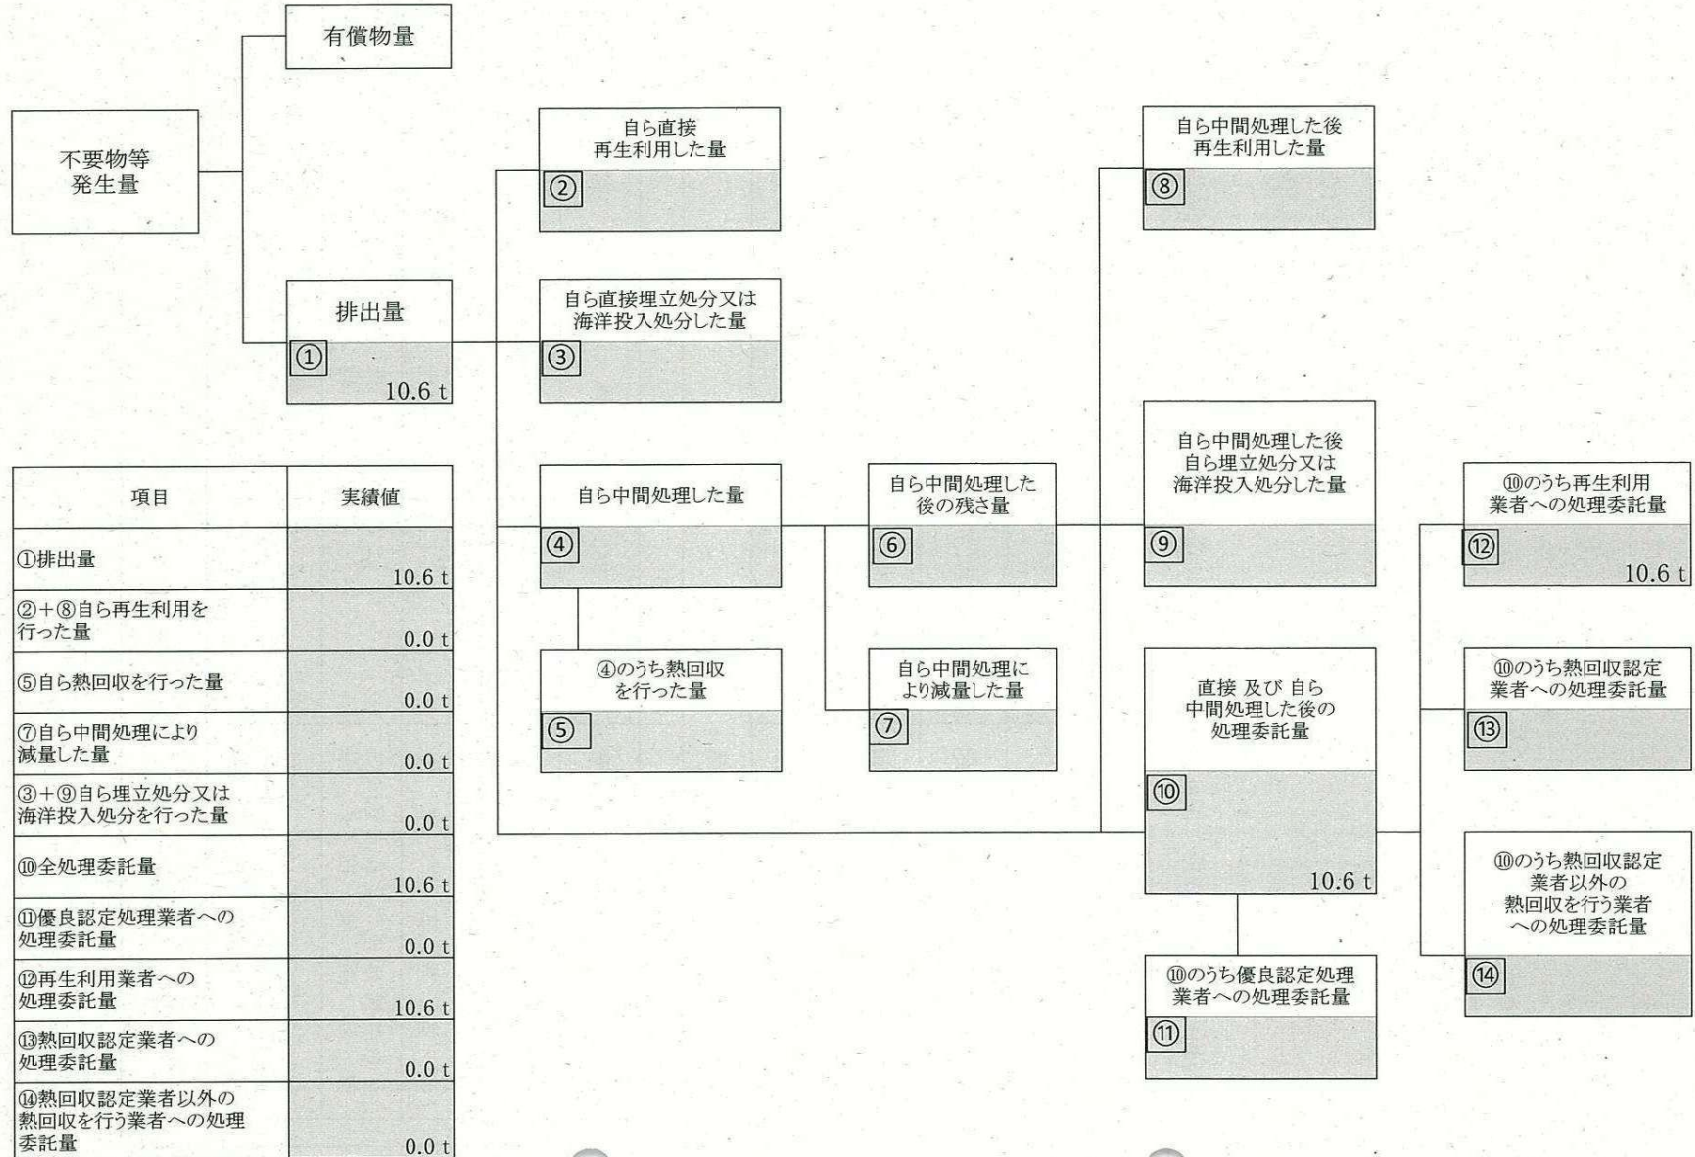 有償物量
不要物等
発生量
排出量
①
10.6 t
自ら直接
再生利用した量
②
自ら直接埋立処分又は
海洋投入処分した量
③
自ら中間処理した量
④
④のうち熱回収
を行った量
⑤
自ら中間処理した
後の残さ量
⑥
自ら中間処理に
より減量した量
⑦
自ら中間処理した後
再生利用した量
⑧
自ら中間処理した後
自ら埋立処分又は
海洋投入処分した量
⑨
直接 及び 自ら
中間処理した後の
処理委託量
⑩
10.6 t
⑩のうち優良認定処理
業者への処理委託量
⑪
⑩のうち再生利用
業者への処理委託量
⑫
10.6 t
⑩のうち熱回収認定
業者への処理委託量
⑬
⑩のうち熱回収認定
業者以外の
熱回収を行う業者
への処理委託量
⑭
項目 実績値
①排出量
10.6 t
②+⑧自ら再生利用を
行った量
0.0 t
⑤自ら熱回収を行った量
0.0 t
⑦自ら中間処理により
減量した量
0.0 t
③+⑨自ら埋立処分又は
海洋投入処分を行った量
0.0 t
⑩全処理委託量
10.6 t
⑪優良認定処理業者への
処理委託量
0.0 t
⑫再生利用業者への
処理委託量
10.6 t
⑬熱回収認定業者への
処理委託量
0.0 t
⑭熱回収認定業者以外の
熱回収を行う業者への処理
委託量
0.0 t